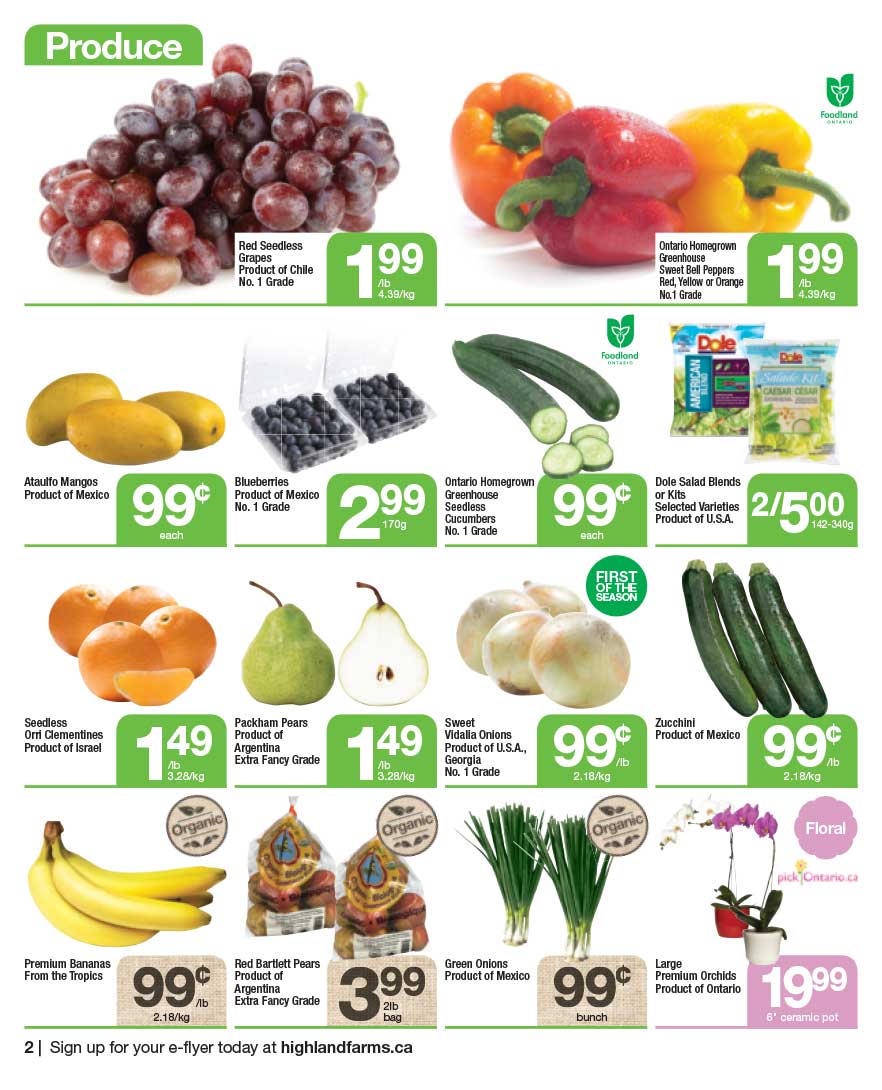 Produce
Foodland
ONTARIO
Red Seedless
Grapes
Product of Chile
No. 1 Grade
1.99
/lb
4.39/kg
Ontario Homegrown
Greenhouse
Sweet Bell Peppers
Red, Yellow or Orange
No.1 Grade
1.99
/lb
4.39/kg
Ataulfo Mangos
Product of Mexico
99¢
each
Blueberries
Product of Mexico
No. 1 Grade
2.99
170g
Foodland
ONTARIO
Ontario Homegrown
Greenhouse
Seedless
Cucumbers
No. 1 Grade
99¢
each
Dole
AMERICAN
BLEND
Dole
Salade Kit
CAESAR CÉSAR
Dole Salad Blends
or Kits
Selected Varieties
Product of U.S.A.
2/5.00
142-340g
Seedless
Orri Clementines
Product of Israel
1.49
/lb
3.28/kg
Packham Pears
Product of
Argentina
Extra Fancy Grade
1.49
/lb
3.28/kg
FIRST
OF THE
SEASON
Sweet
Vidalia Onions
Product of U.S.A.,
Georgia
No. 1 Grade
99¢
/lb
2.18/kg
Zucchini
Product of Mexico
99¢
/lb
2.18/kg
Organic
Premium Bananas
From the Tropics
99¢
/lb
2.18/kg
Organic
Biologique
Red Bartlett Pears
Product of
Argentina
Extra Fancy Grade
3.99
2lb
bag
Organic
Green Onions
Product of Mexico
99¢
bunch
Floral
pickOntario.ca
Large
Premium Orchids
Product of Ontario
19.99
6" ceramic pot
2 | Sign up for your e-flyer today at highlandfarms.ca